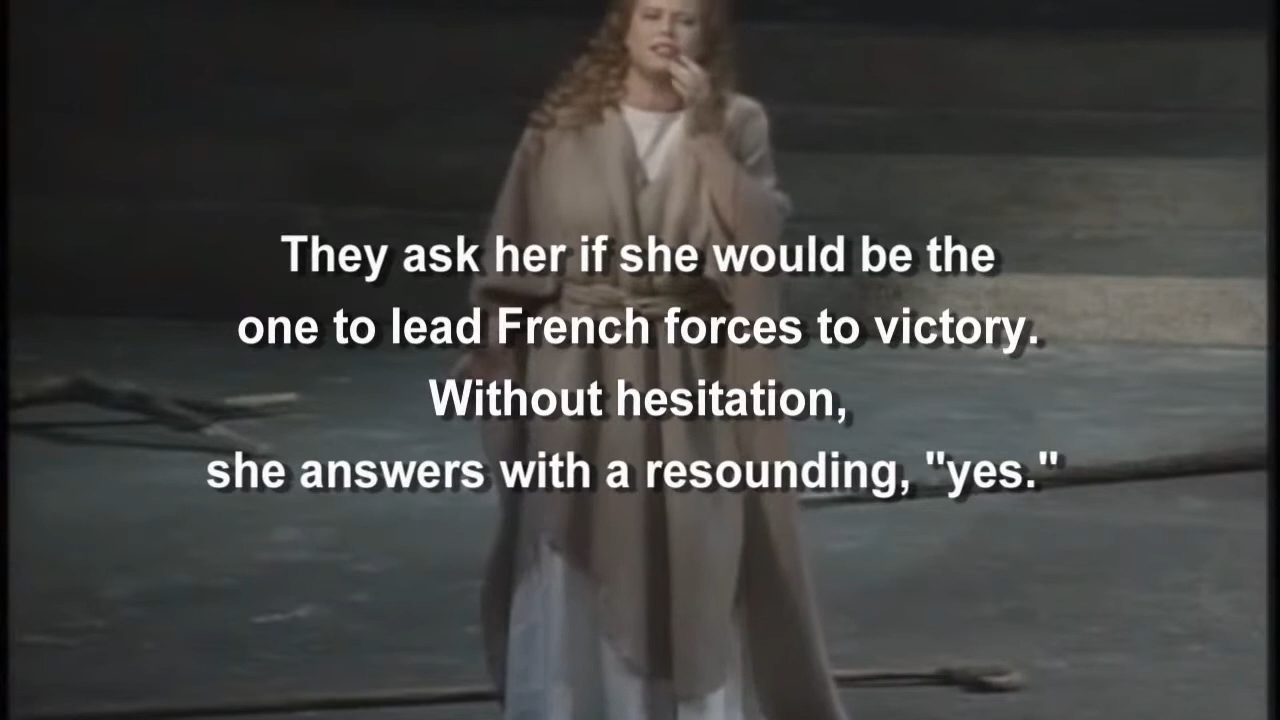 They ask her if she would be the
one to lead French forces to victory.
Without hesitation,
she answers with a resounding, "yes."